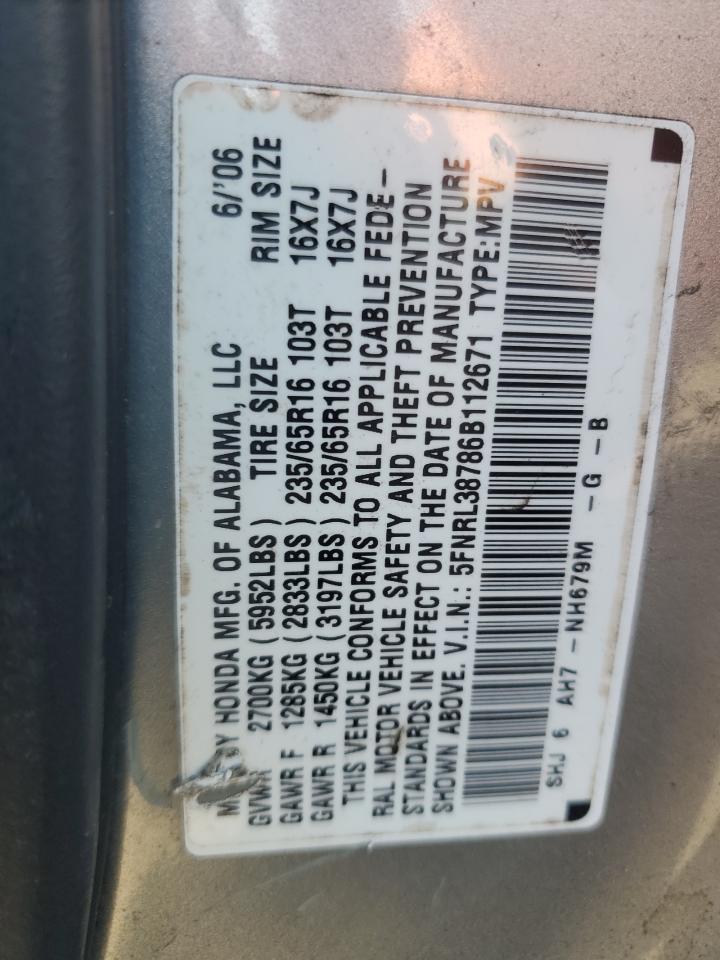 BY HONDA MFG. OF ALABAMA, LLC 6/'06
GVWR 2700KG (5952LBS) TIRE SIZE RIM SIZE
GAWR F 1285KG (2833LBS) 235/65R16 103T 16X7J
GAWR R 1450KG (3197LBS) 235/65R16 103T 16X7J
THIS VEHICLE CONFORMS TO ALL APPLICABLE FEDE-
RAL MOTOR VEHICLE SAFETY AND THEFT PREVENTION
STANDARDS IN EFFECT ON THE DATE OF MANUFACTURE
SHOWN ABOVE. V.I.N.: 5FNRL38786B112671 TYPE:MPV
SHJ 6 AH7 -NH679M -G -B